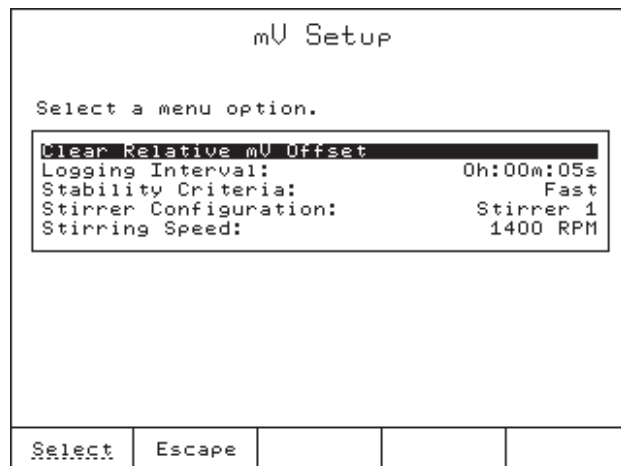 mV Setup
Select a menu option.
Clear Relative mV Offset
Logging Interval: 0h:00m:05s
Stability Criteria: Fast
Stirrer Configuration: Stirrer 1
Stirring Speed: 1400 RPM
Select Escape